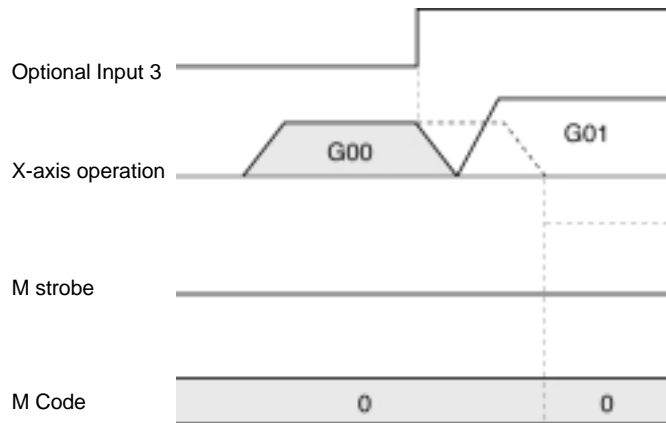 Optional Input 3
G00
G01
X-axis operation
M strobe
M Code
0
0